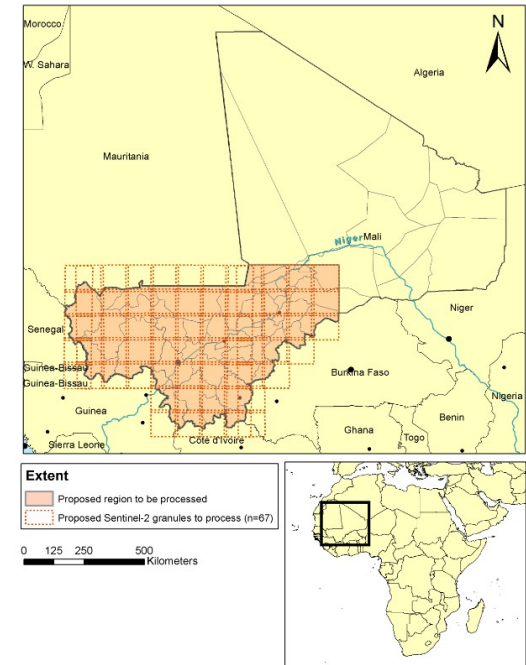 Morocco
N
W. Sahara
Algeria
Mauritania
Niger
Mali
Senegal
Niger
Guinea-Bissau
Burkina Faso
Guinea-Bissau
Nigeria
Guinea
Benin
Ghana
Togo
Sierra Leone
Côte d'Ivoire
Extent
Proposed region to be processed
Proposed Sentinel-2 granules to process (n=67)
0 125 250 500
Kilometers